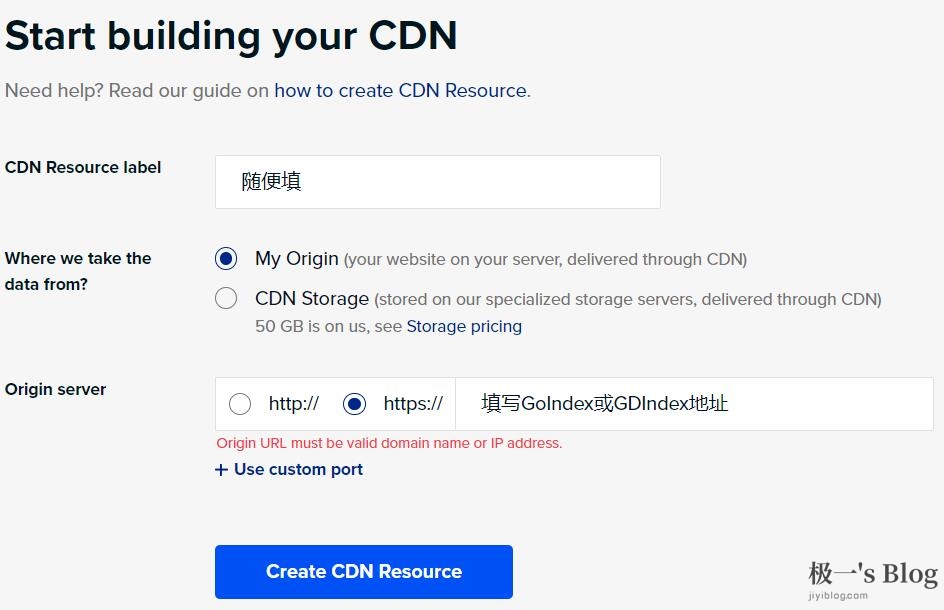 Start building your CDN
Need help? Read our guide on how to create CDN Resource.
CDN Resource label
随便填
Where we take the
data from?
My Origin (your website on your server, delivered through CDN)
CDN Storage (stored on our specialized storage servers, delivered through CDN)
50 GB is on us, see Storage pricing
Origin server
http://
https://
填写GoIndex或GDIndex地址
Origin URL must be valid domain name or IP address.
+ Use custom port
Create CDN Resource
极一's Blog
jiyiblog.com